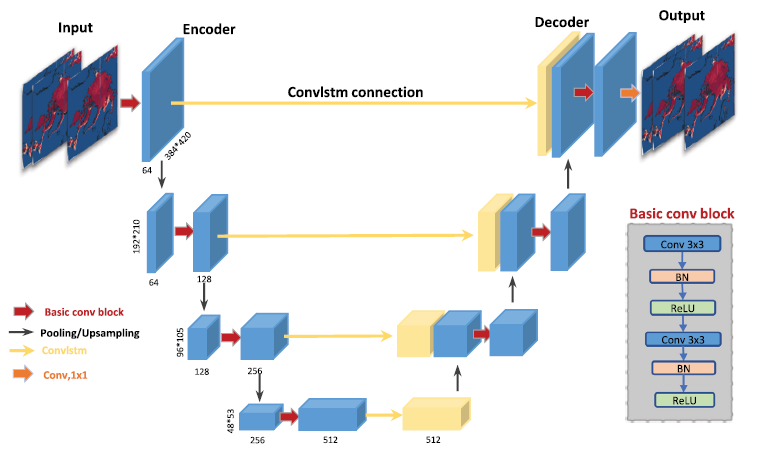 Input
Encoder
Decoder
Output
Convlstm connection
64
384*420
192*210
64
128
Basic conv block
Conv 3x3
BN
ReLU
Conv 3x3
BN
ReLU
Basic conv block
Pooling/Upsampling
Convlstm
Conv,1x1
96*105
128
256
48*53
256
512
512